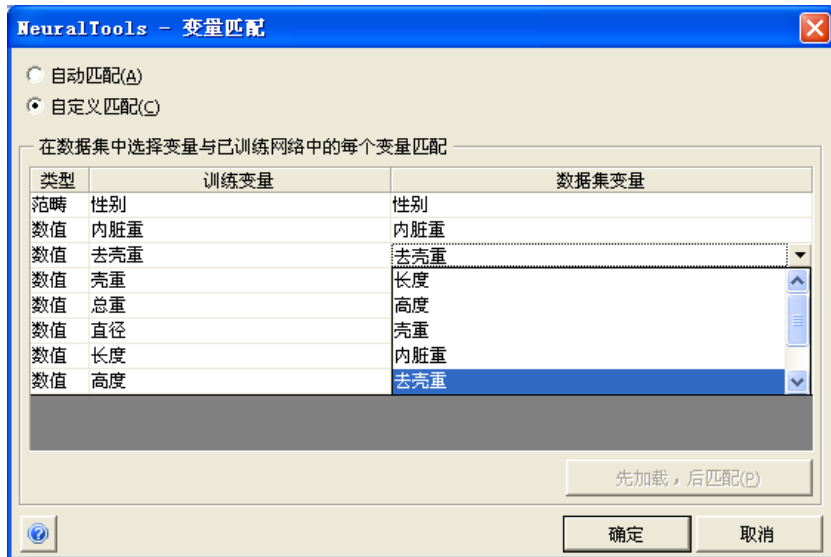 NeuralTools - 变量匹配
自动匹配(A)
自定义匹配(C)
在数据集中选择变量与已训练网络中的每个变量匹配
类型 训练变量 数据集变量
范畴 性别 性别
数值 内脏重 内脏重
数值 去壳重 去壳重
数值 壳重 长度
数值 总重 高度
数值 直径 壳重
数值 长度 内脏重
数值 高度 去壳重
先加载，后匹配(P)
确定 取消